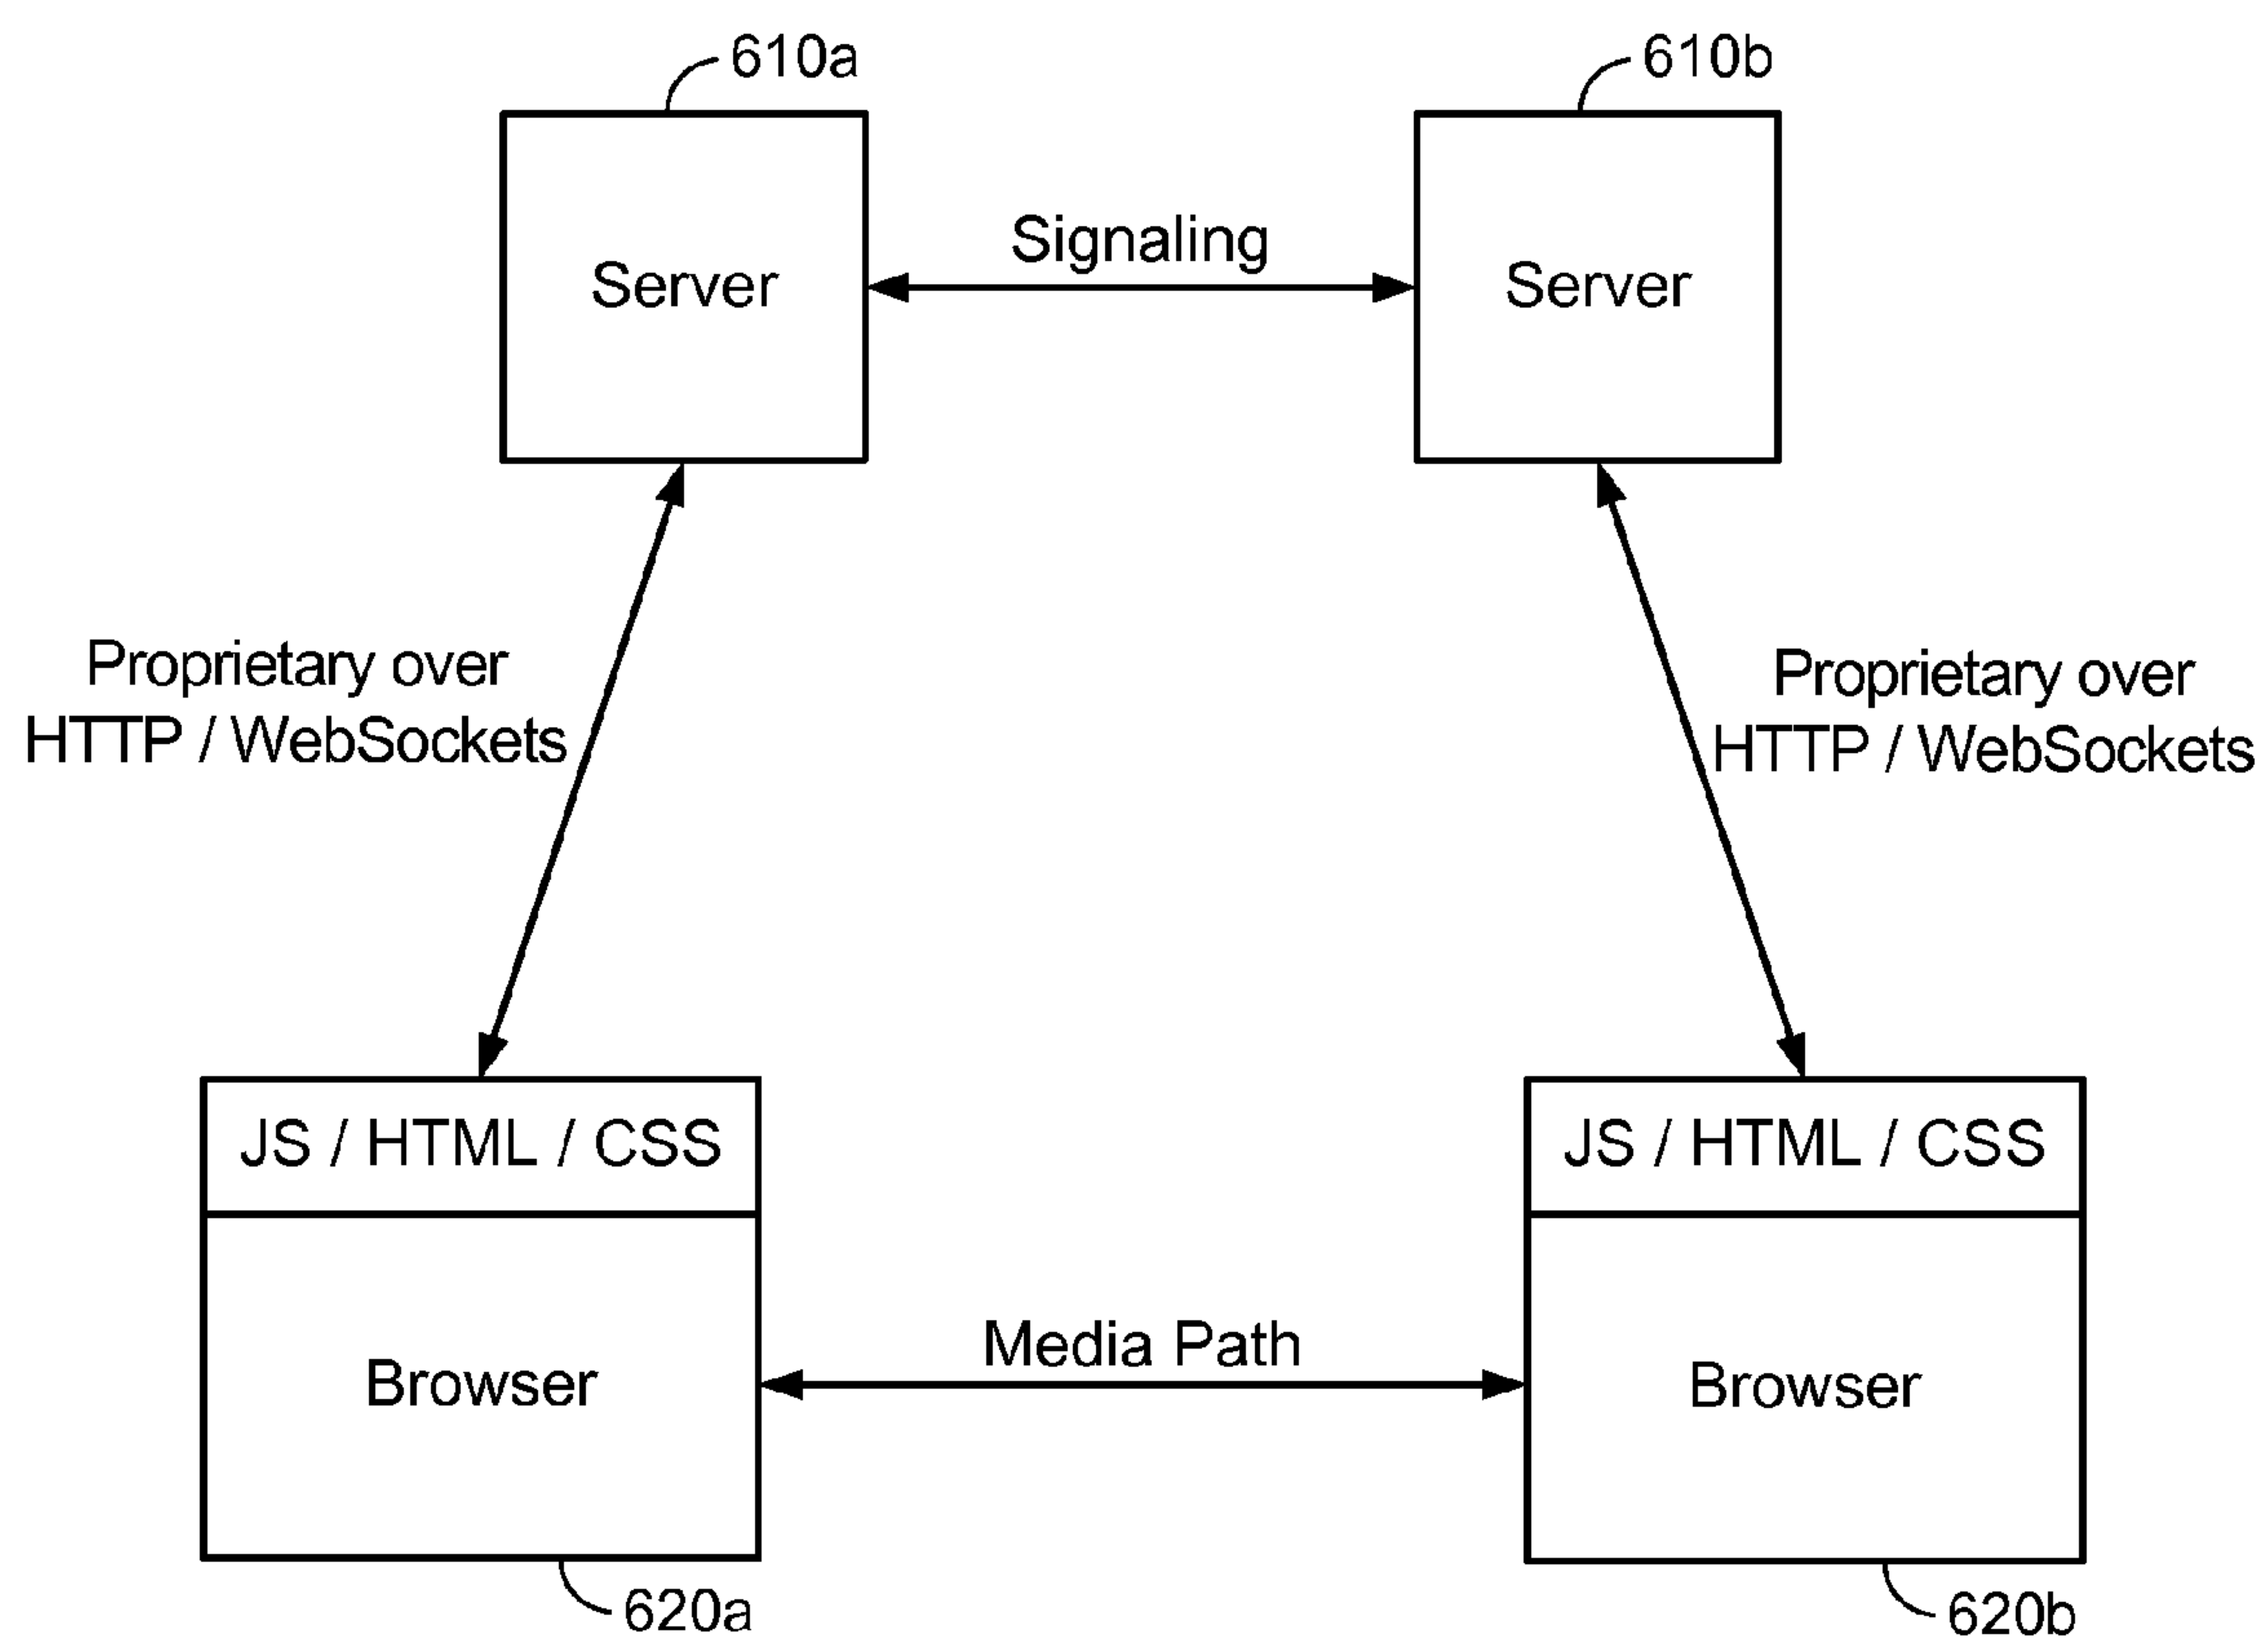 610a
610b
Signaling
Server
Server
Proprietary over
HTTP / WebSockets
Proprietary over
HTTP / WebSockets
JS / HTML / CSS
JS / HTML / CSS
Media Path
Browser
Browser
620a
620b